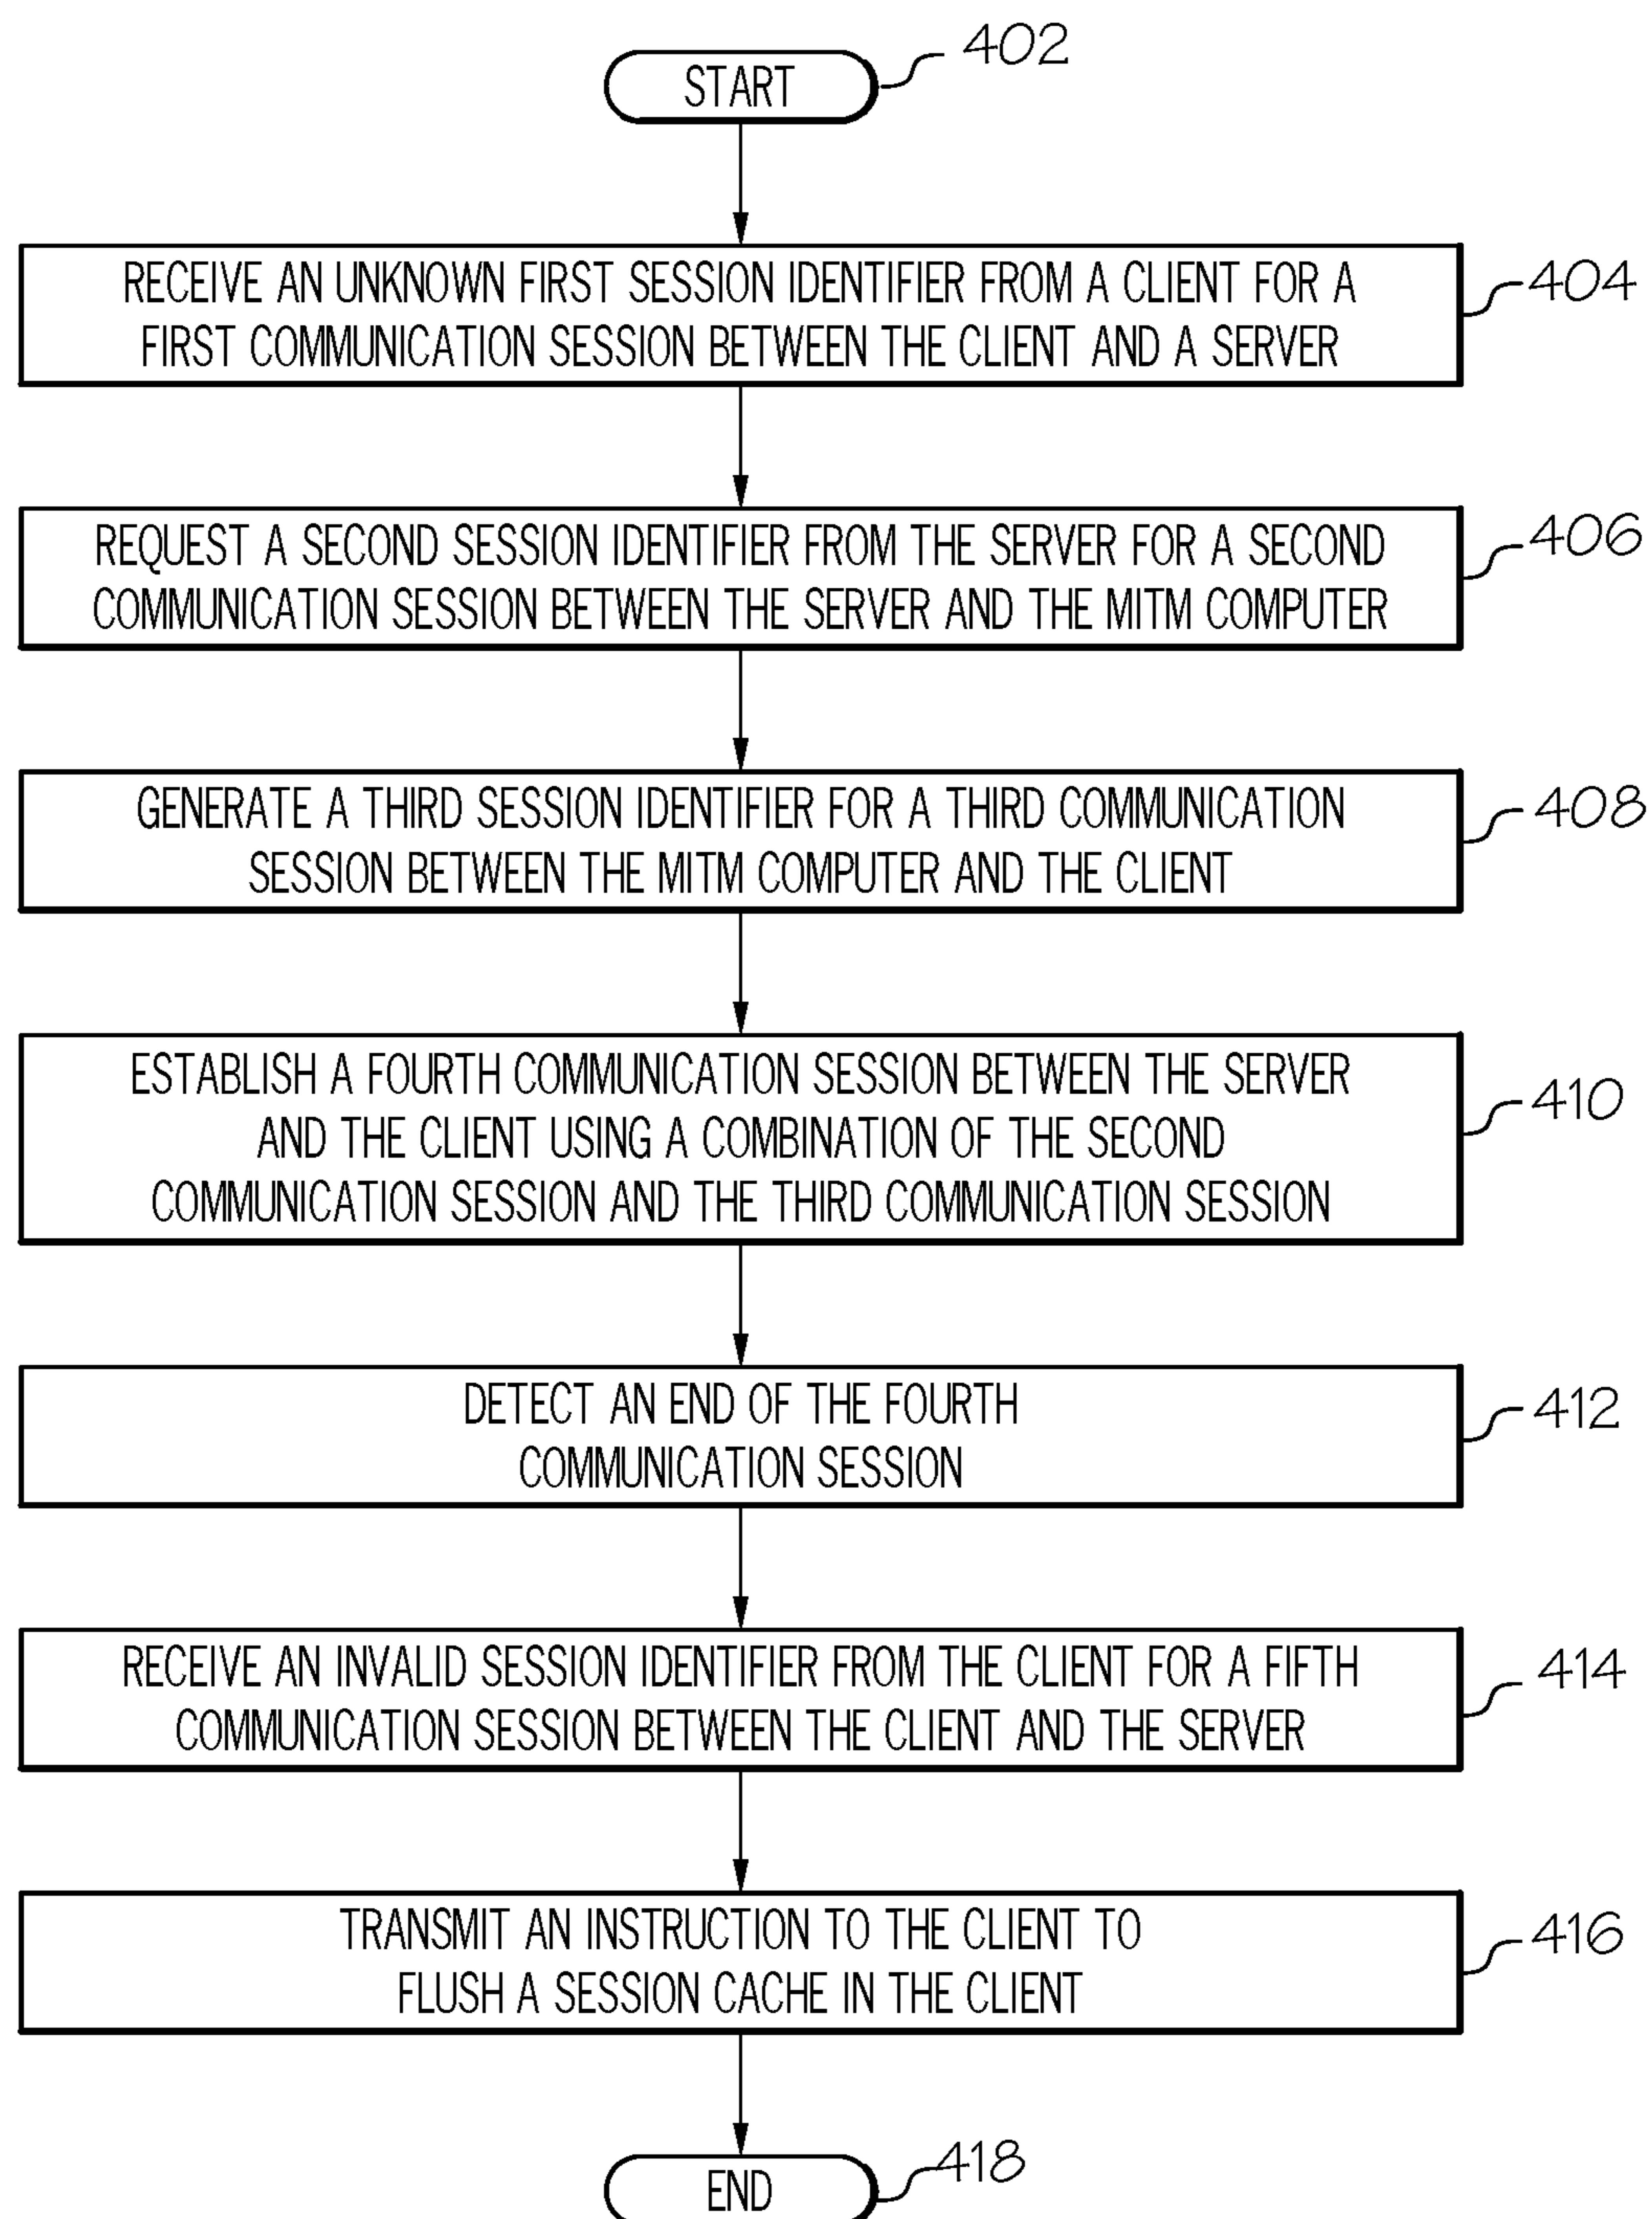 START
402
RECEIVE AN UNKNOWN FIRST SESSION IDENTIFIER FROM A CLIENT FOR A
FIRST COMMUNICATION SESSION BETWEEN THE CLIENT AND A SERVER
404
REQUEST A SECOND SESSION IDENTIFIER FROM THE SERVER FOR A SECOND
COMMUNICATION SESSION BETWEEN THE SERVER AND THE MITM COMPUTER
406
GENERATE A THIRD SESSION IDENTIFIER FOR A THIRD COMMUNICATION
SESSION BETWEEN THE MITM COMPUTER AND THE CLIENT
408
ESTABLISH A FOURTH COMMUNICATION SESSION BETWEEN THE SERVER
AND THE CLIENT USING A COMBINATION OF THE SECOND
COMMUNICATION SESSION AND THE THIRD COMMUNICATION SESSION
410
DETECT AN END OF THE FOURTH
COMMUNICATION SESSION
412
RECEIVE AN INVALID SESSION IDENTIFIER FROM THE CLIENT FOR A FIFTH
COMMUNICATION SESSION BETWEEN THE CLIENT AND THE SERVER
414
TRANSMIT AN INSTRUCTION TO THE CLIENT TO
FLUSH A SESSION CACHE IN THE CLIENT
416
END
418